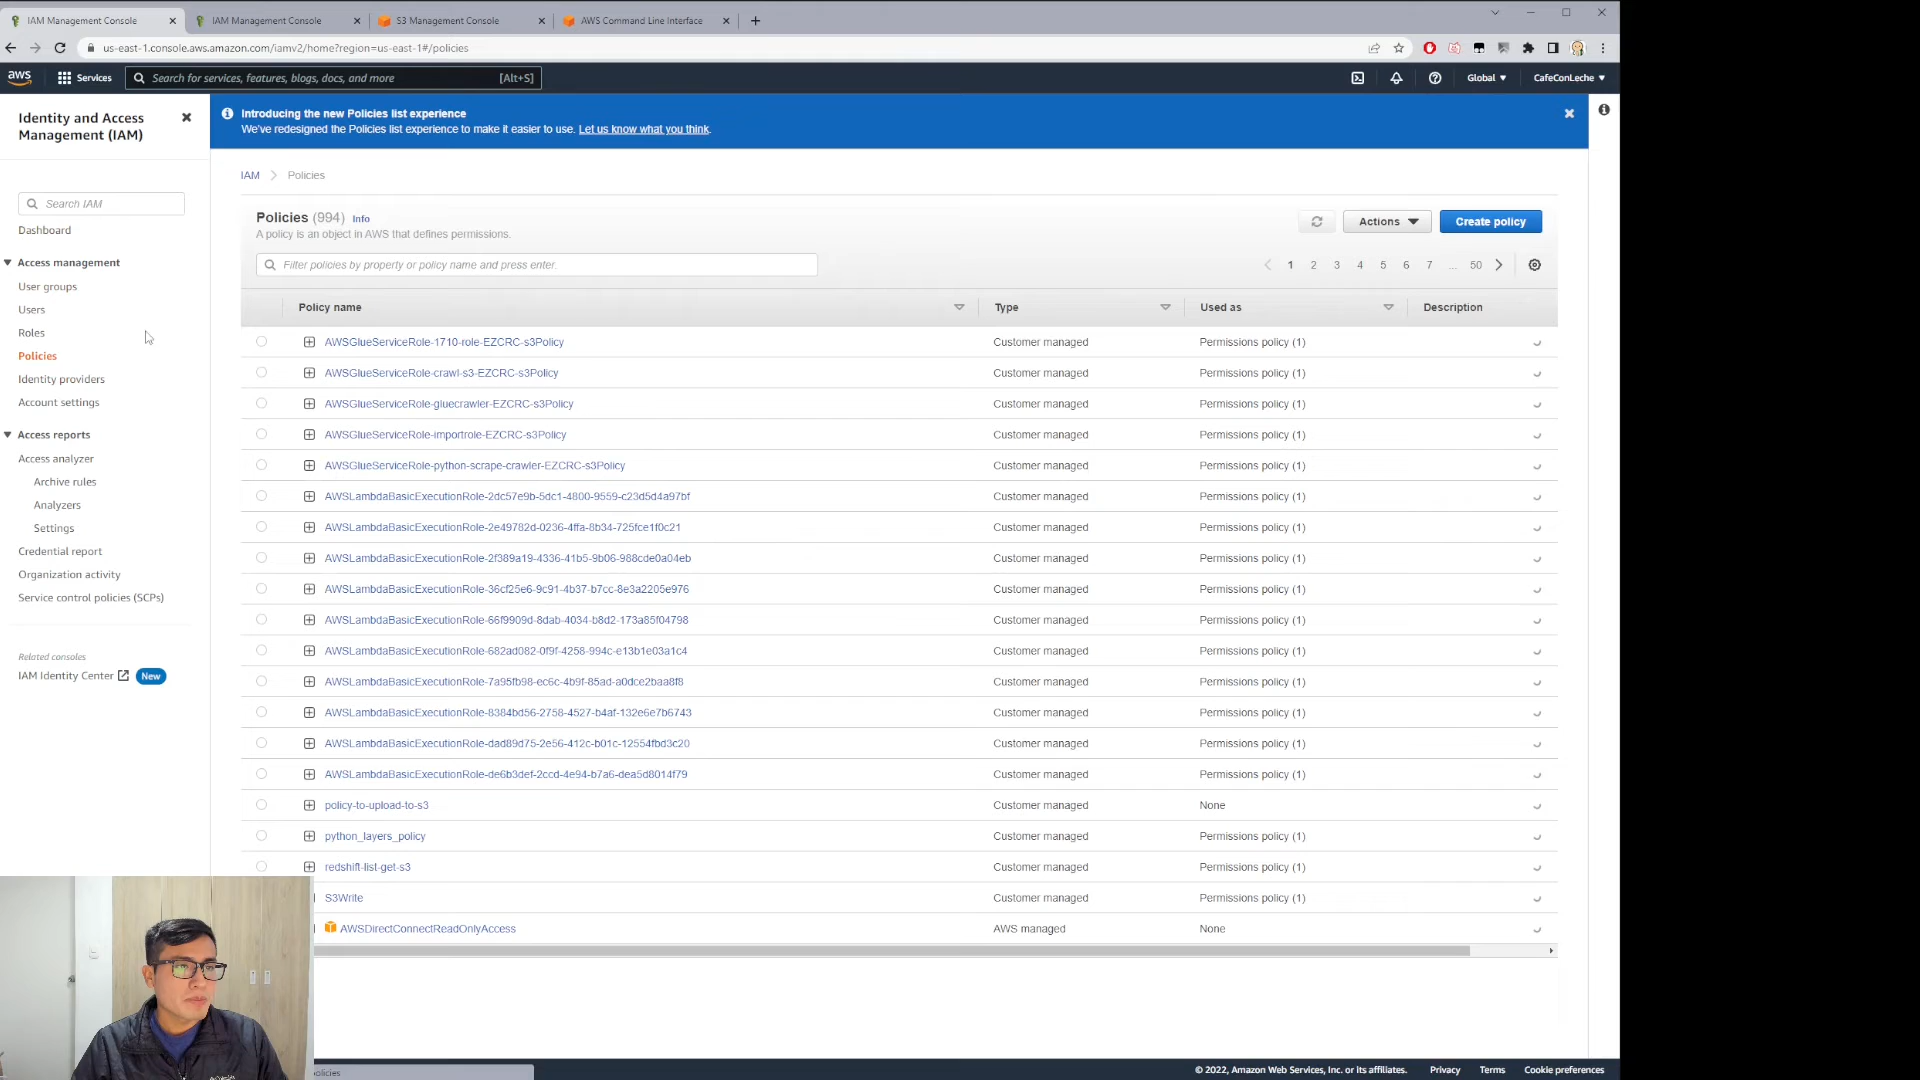 IAM Management Console
IAM Management Console
S3 Management Console
AWS Command Line Interface
us-east-1.console.aws.amazon.com/iamv2/home?region=us-east-1#/policies
aws
Services
Search for services, features, blogs, docs, and more
[Alt+S]
Global
CafeConLeche
Identity and Access
Management (IAM)
Search IAM
Dashboard
Access management
User groups
Users
Roles
Policies
Identity providers
Account settings
Access reports
Access analyzer
Archive rules
Analyzers
Settings
Credential report
Organization activity
Service control policies (SCPs)
Related consoles
IAM Identity Center New
Introducing the new Policies list experience
We've redesigned the Policies list experience to make it easier to use. Let us know what you think.
IAM Policies
Policies (994) Info
A policy is an object in AWS that defines permissions.
Actions
Create policy
Filter policies by property or policy name and press enter.
1 2 3 4 5 6 7 ... 50
Policy name Type Used as Description
AWSGlueServiceRole-1710-role-EZCRC-s3Policy Customer managed Permissions policy (1)
AWSGlueServiceRole-crawl-s3-EZCRC-s3Policy Customer managed Permissions policy (1)
AWSGlueServiceRole-gluecrawler-EZCRC-s3Policy Customer managed Permissions policy (1)
AWSGlueServiceRole-importrole-EZCRC-s3Policy Customer managed Permissions policy (1)
AWSGlueServiceRole-python-scrape-crawler-EZCRC-s3Policy Customer managed Permissions policy (1)
AWSLambdaBasicExecutionRole-2dc57e9b-5dc1-4800-9559-c23d5d4a97bf Customer managed Permissions policy (1)
AWSLambdaBasicExecutionRole-2e49782d-0236-4ffa-8b34-725fce1f0c21 Customer managed Permissions policy (1)
AWSLambdaBasicExecutionRole-2f389a19-4336-41b5-9b06-988cde0a04eb Customer managed Permissions policy (1)
AWSLambdaBasicExecutionRole-36cf25e6-9c91-4b37-b7cc-8e3a2205e976 Customer managed Permissions policy (1)
AWSLambdaBasicExecutionRole-66f9909d-8dab-4034-b8d2-173a85f04798 Customer managed Permissions policy (1)
AWSLambdaBasicExecutionRole-682ad082-0f9f-4258-994c-e13b1e03a1c4 Customer managed Permissions policy (1)
AWSLambdaBasicExecutionRole-7a95fb98-ec6c-4b9f-85ad-a0dce2baa8f8 Customer managed Permissions policy (1)
AWSLambdaBasicExecutionRole-8384bd56-2758-4527-b4af-132e6e7b6743 Customer managed Permissions policy (1)
AWSLambdaBasicExecutionRole-dad89d75-2e56-412c-b01c-12554fbd3c20 Customer managed Permissions policy (1)
AWSLambdaBasicExecutionRole-de6b3def-2ccd-4e94-b7a6-dea5d8014f79 Customer managed Permissions policy (1)
policy-to-upload-to-s3 Customer managed None
python_layers_policy Customer managed Permissions policy (1)
redshift-list-get-s3 Customer managed Permissions policy (1)
S3Write Customer managed Permissions policy (1)
AWSDirectConnectReadOnlyAccess AWS managed None
policies
© 2022, Amazon Web Services, Inc. or its affiliates. Privacy Terms Cookie preferences